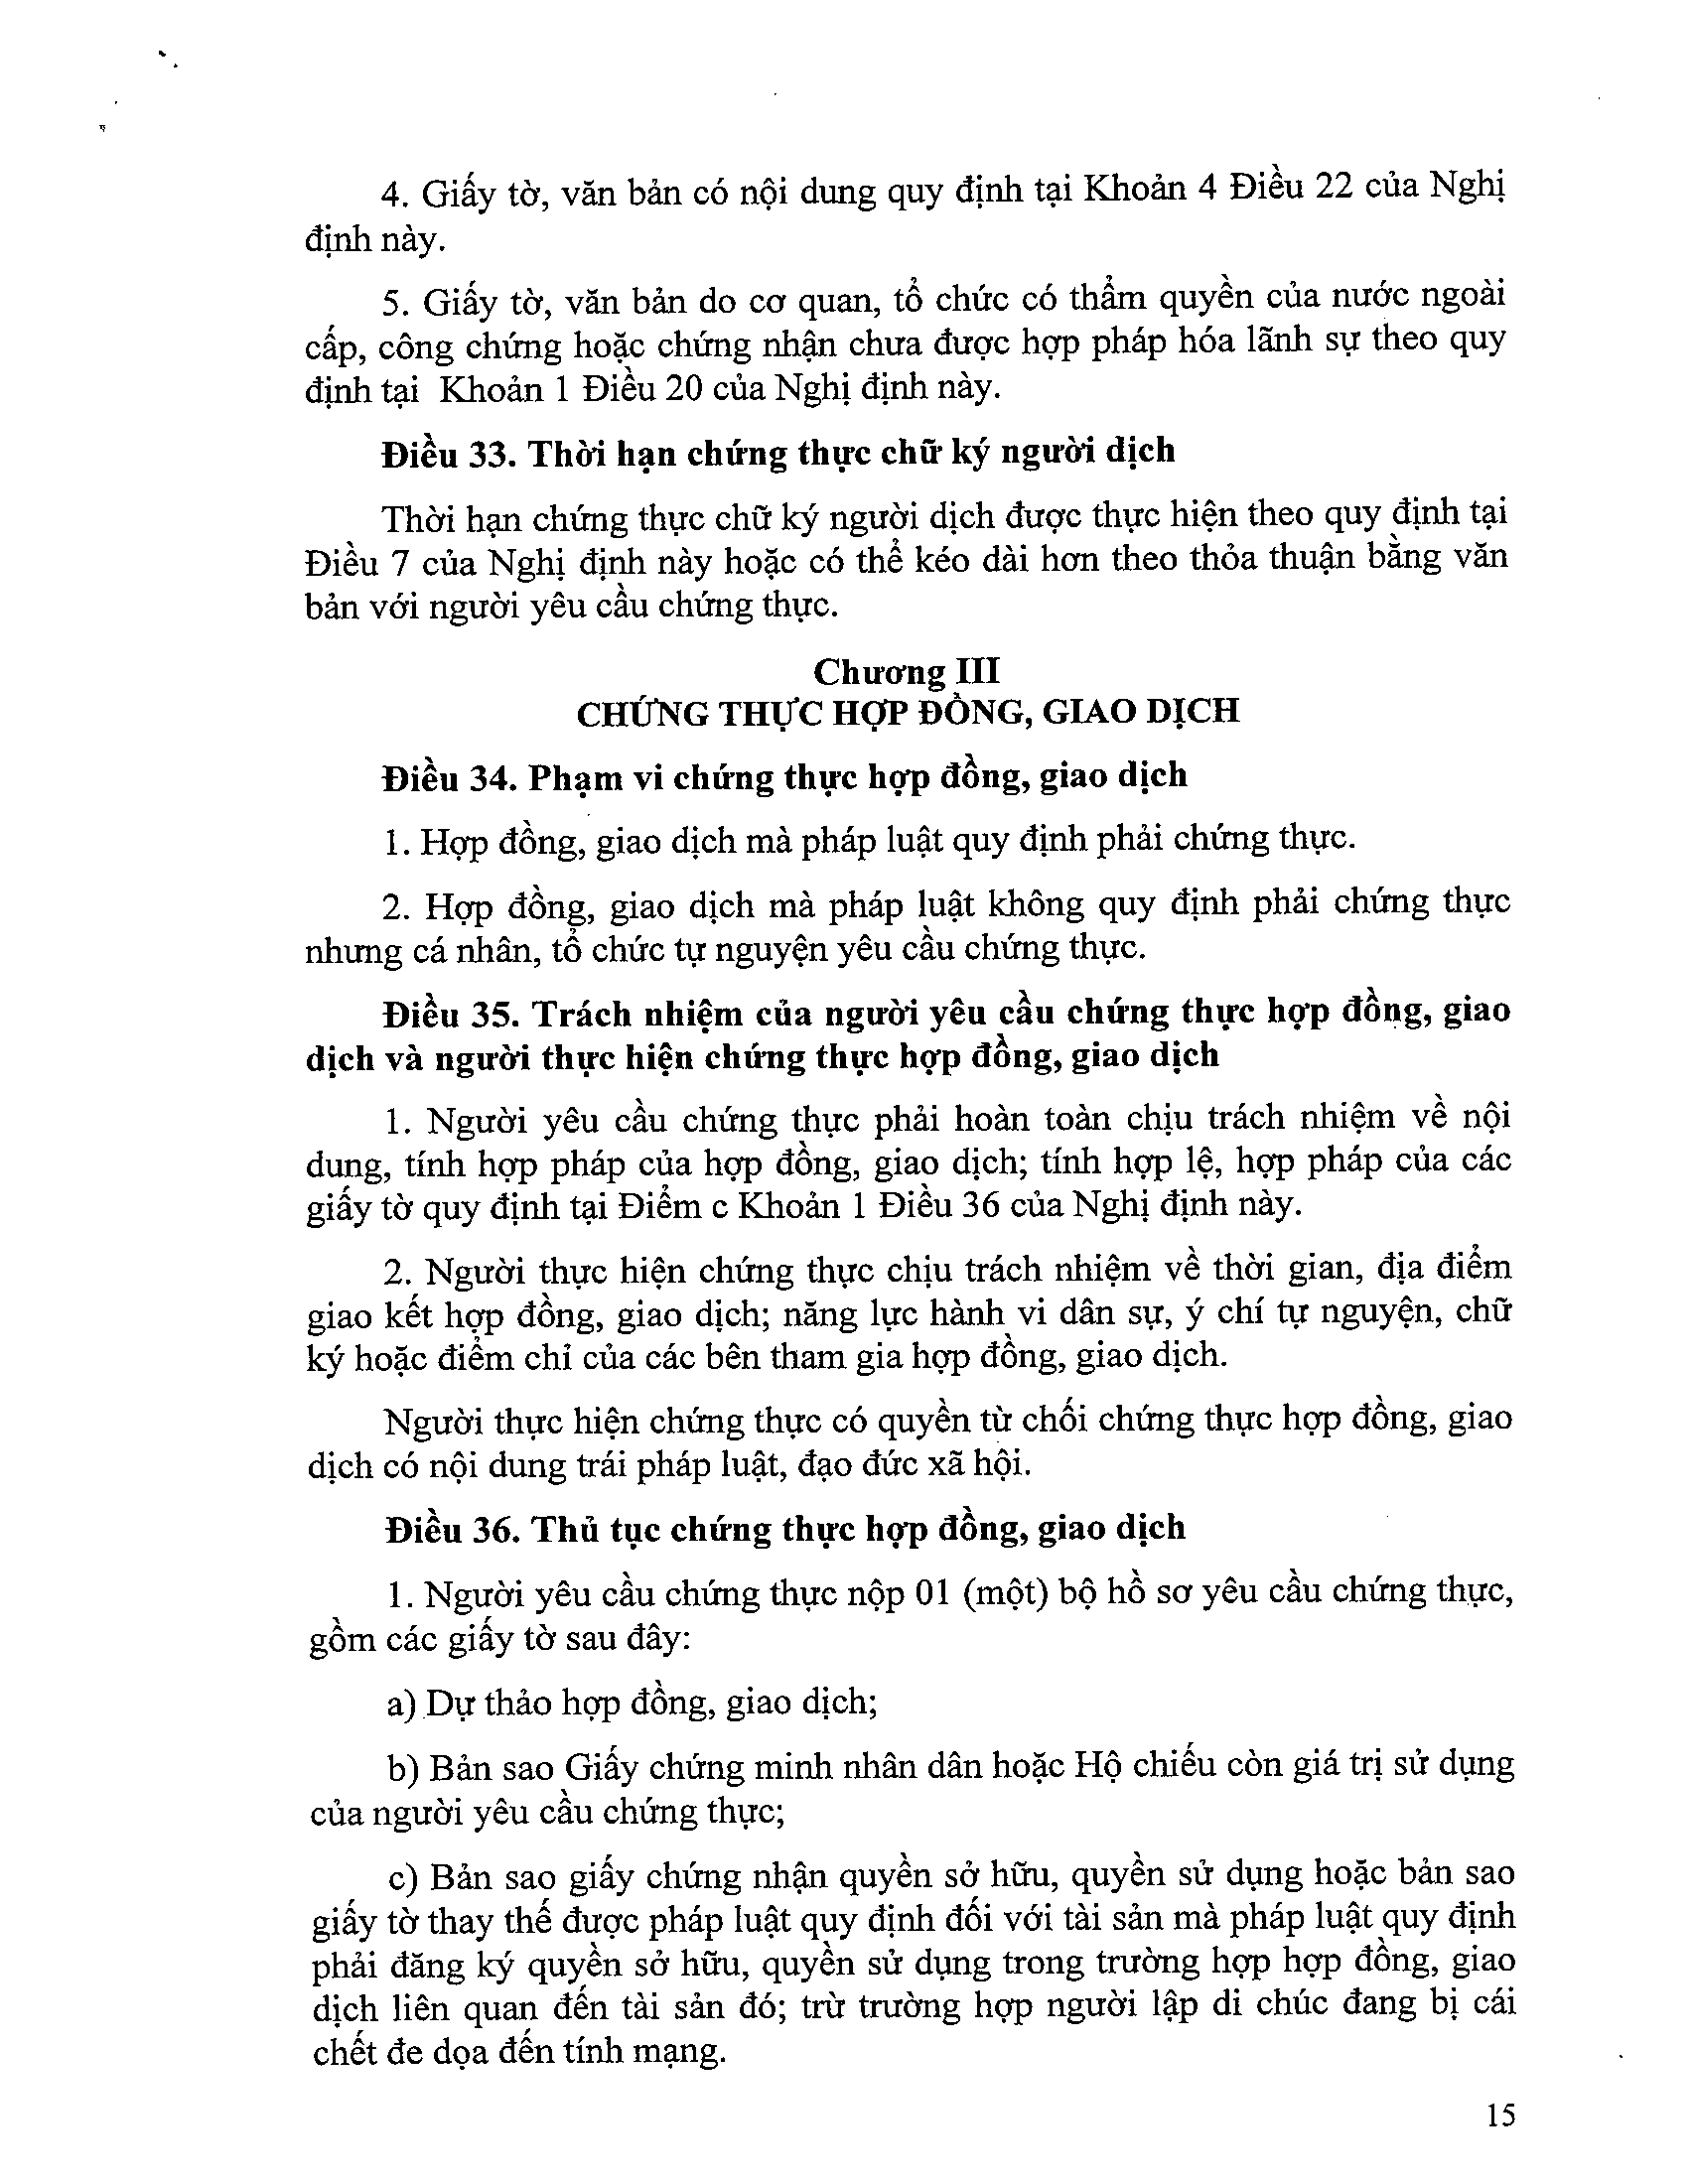 4. Giấy tờ, văn bản có nội dung quy định tại Khoản 4 Điều 22 của Nghị
định này.
5. Giấy tờ, văn bản do cơ quan, tổ chức có thẩm quyền của nước ngoài
cấp, công chứng hoặc chứng nhận chưa được hợp pháp hóa lãnh sự theo quy
định tại Khoản 1 Điều 20 của Nghị định này.
Điều 33. Thời hạn chứng thực chữ ký người dịch
Thời hạn chứng thực chữ ký người dịch được thực hiện theo quy định tại
Điều 7 của Nghị định này hoặc có thể kéo dài hơn theo thỏa thuận bằng văn
bản với người yêu cầu chứng thực.
Chương III
CHỨNG THỰC HỢP ĐỒNG, GIAO DỊCH
Điều 34. Phạm vi chứng thực hợp đồng, giao dịch
1. Hợp đồng, giao dịch mà pháp luật quy định phải chứng thực.
2. Hợp đồng, giao dịch mà pháp luật không quy định phải chứng thực
nhưng cá nhân, tổ chức tự nguyện yêu cầu chứng thực.
Điều 35. Trách nhiệm của người yêu cầu chứng thực hợp đồng, giao
dịch và người thực hiện chứng thực hợp đồng, giao dịch
1. Người yêu cầu chứng thực phải hoàn toàn chịu trách nhiệm về nội
dung, tính hợp pháp của hợp đồng, giao dịch; tính hợp lệ, hợp pháp của các
giấy tờ quy định tại Điểm c Khoản 1 Điều 36 của Nghị định này.
2. Người thực hiện chứng thực chịu trách nhiệm về thời gian, địa điểm
giao kết hợp đồng, giao dịch; năng lực hành vi dân sự, ý chí tự nguyện, chữ
ký hoặc điểm chỉ của các bên tham gia hợp đồng, giao dịch.
Người thực hiện chứng thực có quyền từ chối chứng thực hợp đồng, giao
dịch có nội dung trái pháp luật, đạo đức xã hội.
Điều 36. Thủ tục chứng thực hợp đồng, giao dịch
1. Người yêu cầu chứng thực nộp 01 (một) bộ hồ sơ yêu cầu chứng thực,
gồm các giấy tờ sau đây:
a) Dự thảo hợp đồng, giao dịch;
b) Bản sao Giấy chứng minh nhân dân hoặc Hộ chiếu còn giá trị sử dụng
của người yêu cầu chứng thực;
c) Bản sao giấy chứng nhận quyền sở hữu, quyền sử dụng hoặc bản sao
giấy tờ thay thế được pháp luật quy định đối với tài sản mà pháp luật quy định
phải đăng ký quyền sở hữu, quyền sử dụng trong trường hợp hợp đồng, giao
dịch liên quan đến tài sản đó; trừ trường hợp người lập di chúc đang bị cái
chết đe dọa đến tính mạng.
15